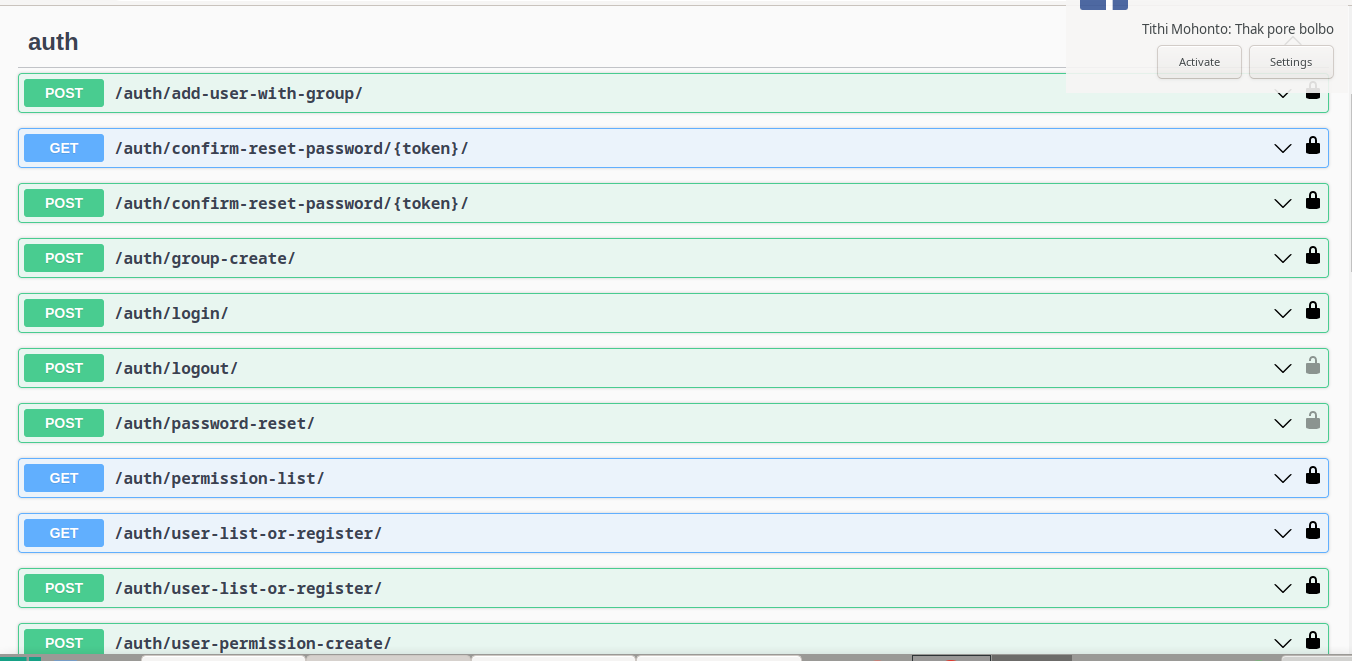 Tithi Mohonto: Thak pore bolbo
Activate Settings
auth
POST /auth/add-user-with-group/
GET /auth/confirm-reset-password/{token}/
POST /auth/confirm-reset-password/{token}/
POST /auth/group-create/
POST /auth/login/
POST /auth/logout/
POST /auth/password-reset/
GET /auth/permission-list/
GET /auth/user-list-or-register/
POST /auth/user-list-or-register/
POST /auth/user-permission-create/